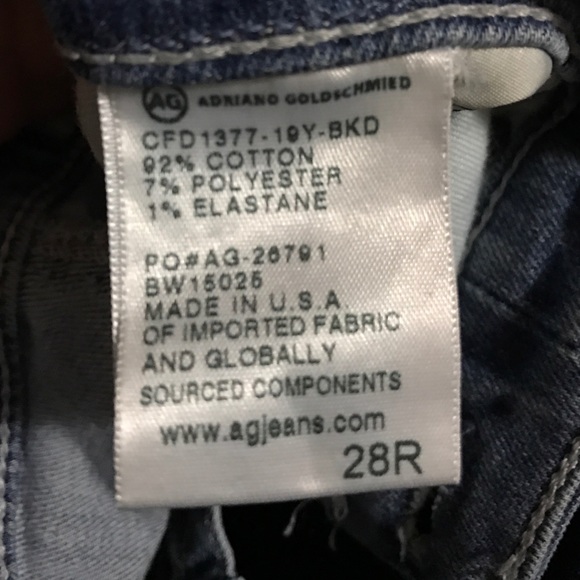 AG ADRIANO GOLDSCHMIED
CFD1377-19Y-BKD
92% COTTON
7% POLYESTER
1% ELASTANE
PO#AG-26791
BW15025
MADE IN U.S.A.
OF IMPORTED FABRIC
AND GLOBALLY
SOURCED COMPONENTS
www.agjeans.com
28R